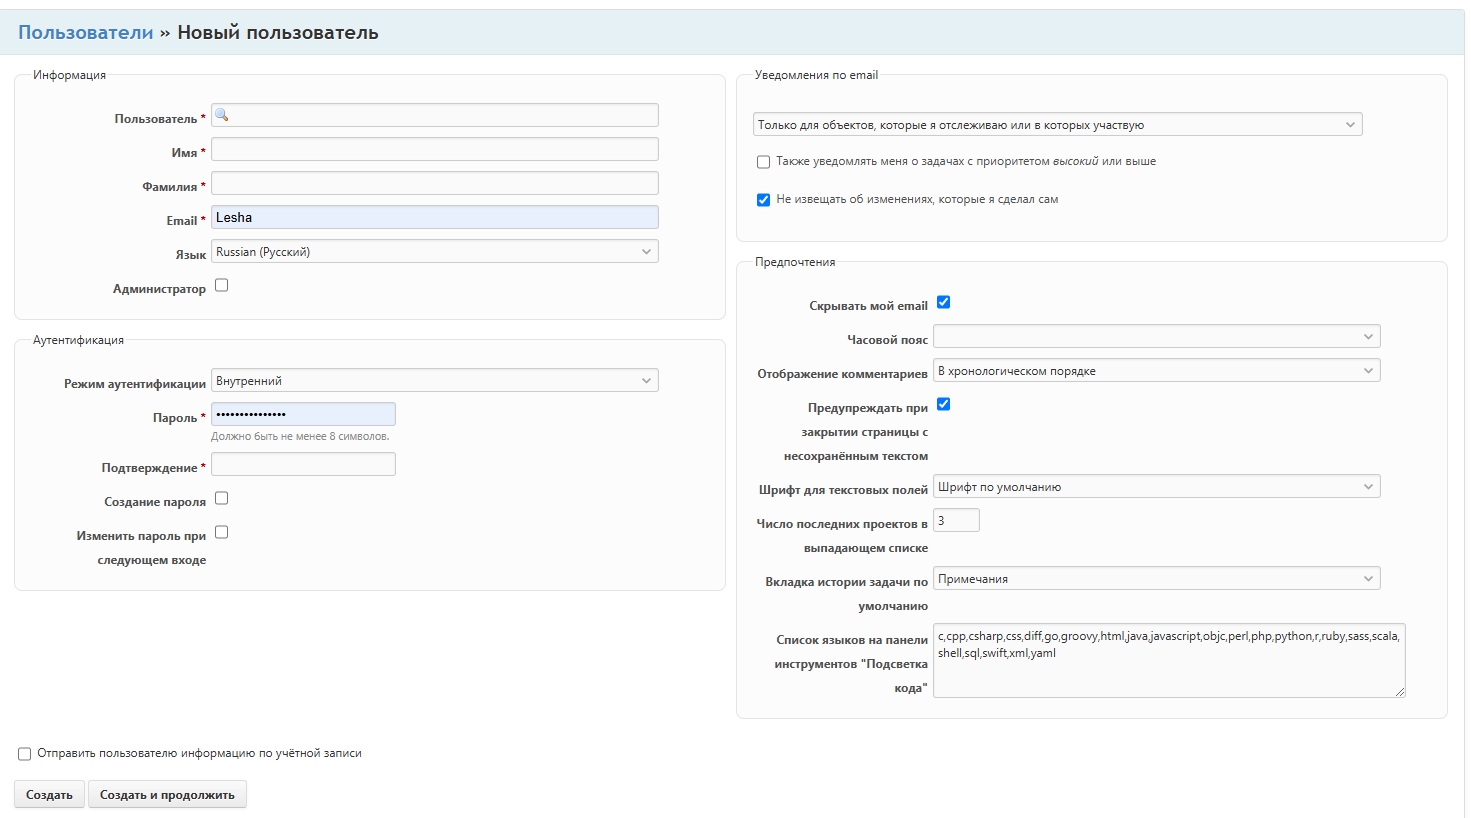 Пользователи » Новый пользователь
Информация
Пользователь *
Имя *
Фамилия *
Email * Lesha
Язык Russian (Русский)
Администратор
Аутентификация
Режим аутентификации Внутренний
Пароль * •••••••••••••••
Должно быть не менее 8 символов.
Подтверждение *
Создание пароля
Изменить пароль при
следующем входе
Уведомления по email
Только для объектов, которые я отслеживаю или в которых участвую
Также уведомлять меня о задачах с приоритетом высокий или выше
Не извещать об изменениях, которые я сделал сам
Предпочтения
Скрывать мой email
Часовой пояс
Отображение комментариев В хронологическом порядке
Предупреждать при
закрытии страницы с
несохранённым текстом
Шрифт для текстовых полей Шрифт по умолчанию
Число последних проектов в 3
выпадающем списке
Вкладка истории задачи по Примечания
умолчанию
Список языков на панели
инструментов "Подсветка
кода"
c,cpp,csharp,css,diff,go,groovy,html,java,javascript,objc,perl,php,python,r,ruby,sass,scala,
shell,sql,swift,xml,yaml
Отправить пользователю информацию по учётной записи
Создать Создать и продолжить